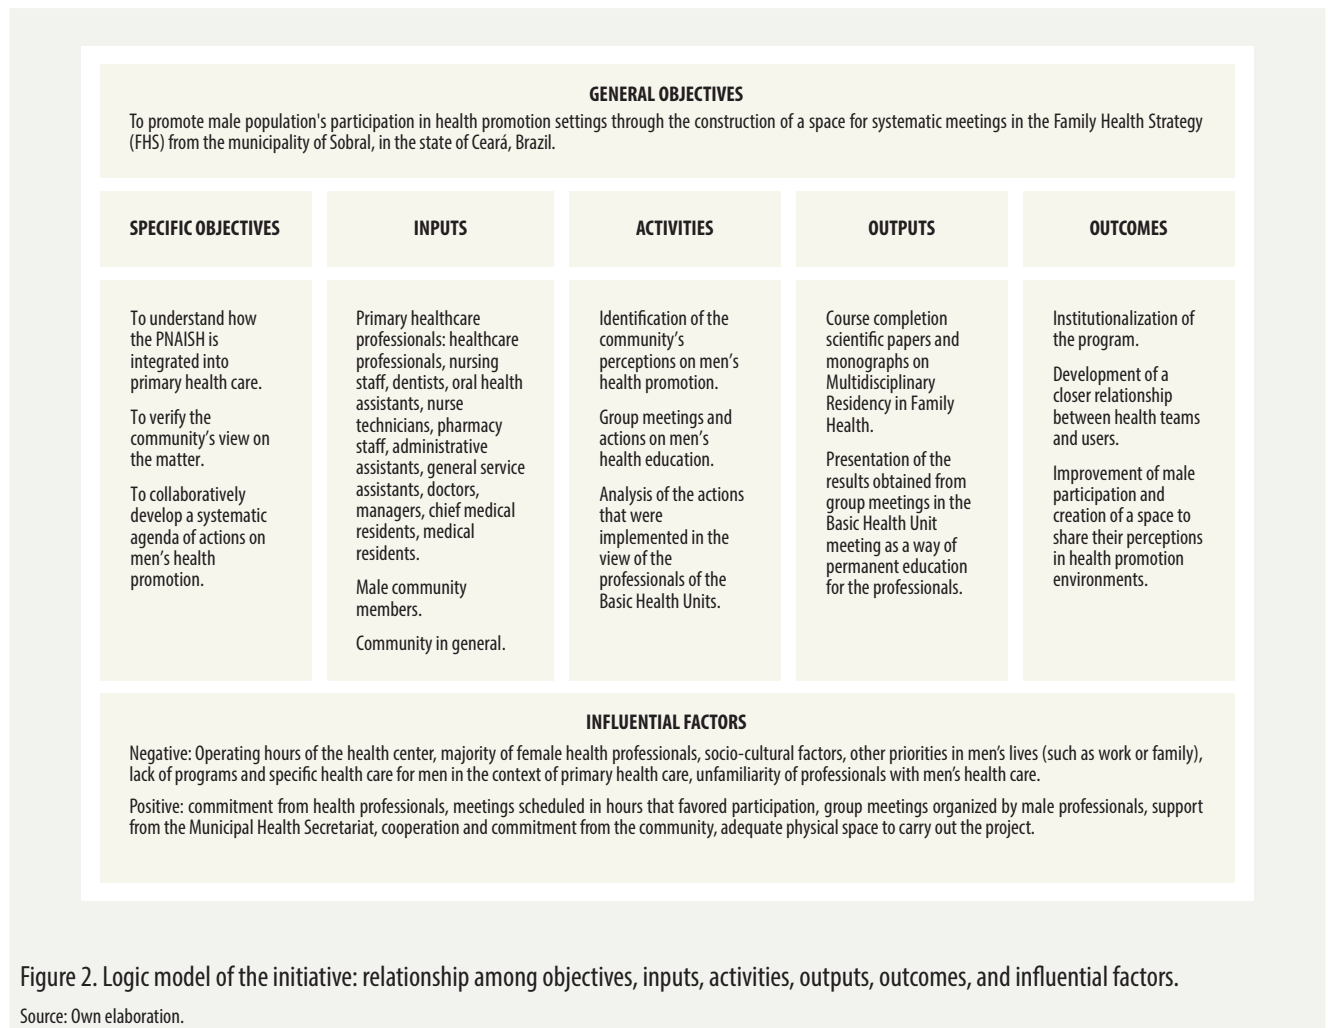 GENERAL OBJECTIVES
To promote male population's participation in health promotion settings through the construction of a space for systematic meetings in the Family Health Strategy
(FHS) from the municipality of Sobral, in the state of Ceará, Brazil.
SPECIFIC OBJECTIVES
To understand how
the PNAISH is
integrated into
primary health care.
To verify the
community’s view on
the matter.
To collaboratively
develop a systematic
agenda of actions on
men’s health
promotion.
INPUTS
Primary healthcare
professionals: healthcare
professionals, nursing
staff, dentists, oral health
assistants, nurse
technicians, pharmacy
staff, administrative
assistants, general service
assistants, doctors,
managers, chief medical
residents, medical
residents.
Male community
members.
Community in general.
ACTIVITIES
Identification of the
community’s
perceptions on men’s
health promotion.
Group meetings and
actions on men’s
health education.
Analysis of the actions
that were
implemented in the
view of the
professionals of the
Basic Health Units.
OUTPUTS
Course completion
scientific papers and
monographs on
Multidisciplinary
Residency in Family
Health.
Presentation of the
results obtained from
group meetings in the
Basic Health Unit
meeting as a way of
permanent education
for the professionals.
OUTCOMES
Institutionalization of
the program.
Development of a
closer relationship
between health teams
and users.
Improvement of male
participation and
creation of a space to
share their perceptions
in health promotion
environments.
INFLUENTIAL FACTORS
Negative: Operating hours of the health center, majority of female health professionals, socio-cultural factors, other priorities in men’s lives (such as work or family),
lack of programs and specific health care for men in the context of primary health care, unfamiliarity of professionals with men’s health care.
Positive: commitment from health professionals, meetings scheduled in hours that favored participation, group meetings organized by male professionals, support
from the Municipal Health Secretariat, cooperation and commitment from the community, adequate physical space to carry out the project.
Figure 2. Logic model of the initiative: relationship among objectives, inputs, activities, outputs, outcomes, and influential factors.
Source: Own elaboration.